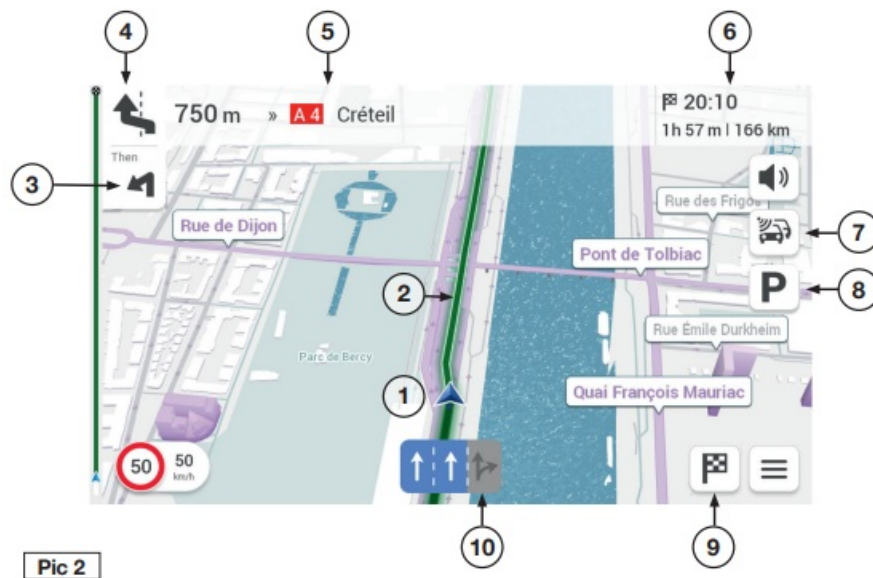 4
5
6
750 m » A 4 Créteil
20:10
1h 57 m | 166 km
Then
3
Rue des Frigos
7
Rue de Dijon
Pont de Tolbiac
2
P
8
Rue Émile Durkheim
Parc de Bercy
1
Quai François Mauriac
50
50
km/h
10
9
Pic 2